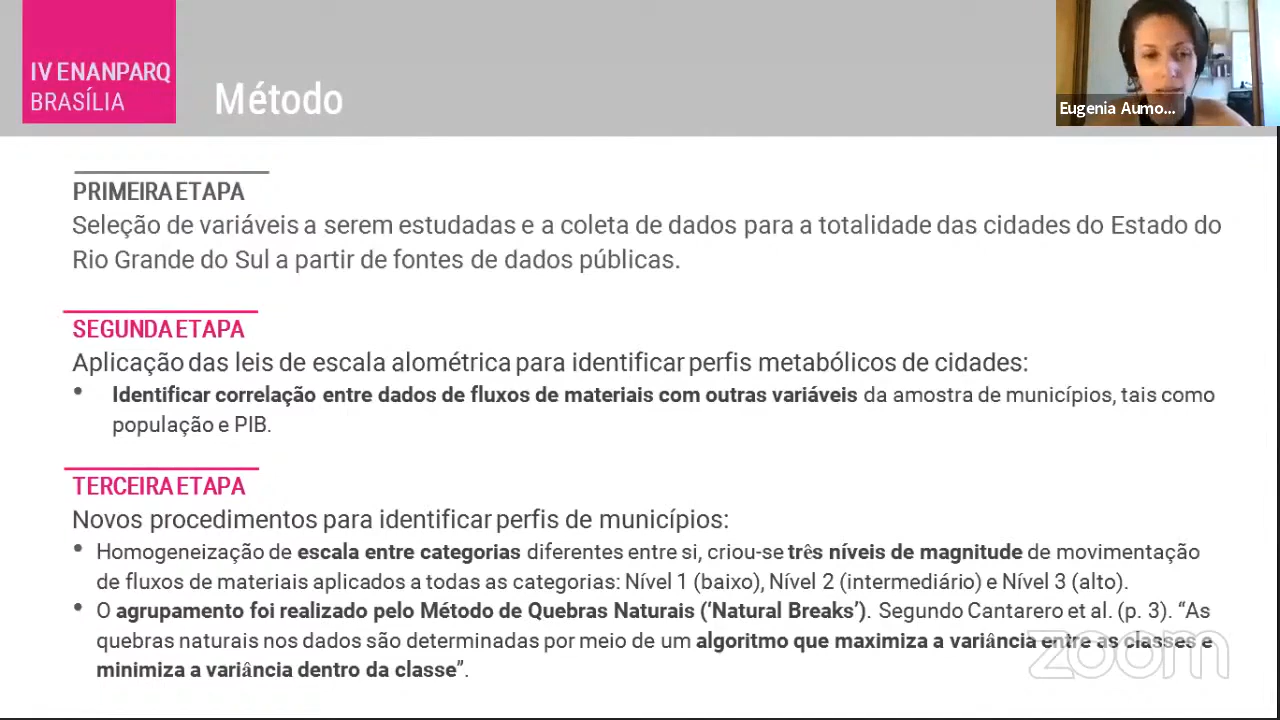 IV ENANPARQ
BRASÍLIA
Método
Eugenia Aumo...
PRIMEIRA ETAPA
Seleção de variáveis a serem estudadas e a coleta de dados para a totalidade das cidades do Estado do
Rio Grande do Sul a partir de fontes de dados públicas.
SEGUNDA ETAPA
Aplicação das leis de escala alométrica para identificar perfis metabólicos de cidades:
• Identificar correlação entre dados de fluxos de materiais com outras variáveis da amostra de municípios, tais como
população e PIB.
TERCEIRA ETAPA
Novos procedimentos para identificar perfis de municípios:
• Homogeneização de escala entre categorias diferentes entre si, criou-se três níveis de magnitude de movimentação
de fluxos de materiais aplicados a todas as categorias: Nível 1 (baixo), Nível 2 (intermediário) e Nível 3 (alto).
• O agrupamento foi realizado pelo Método de Quebras Naturais (‘Natural Breaks’). Segundo Cantarero et al. (p. 3). “As
quebras naturais nos dados são determinadas por meio de um algoritmo que maximiza a variância entre as classes e
minimiza a variância dentro da classe”.
zoom